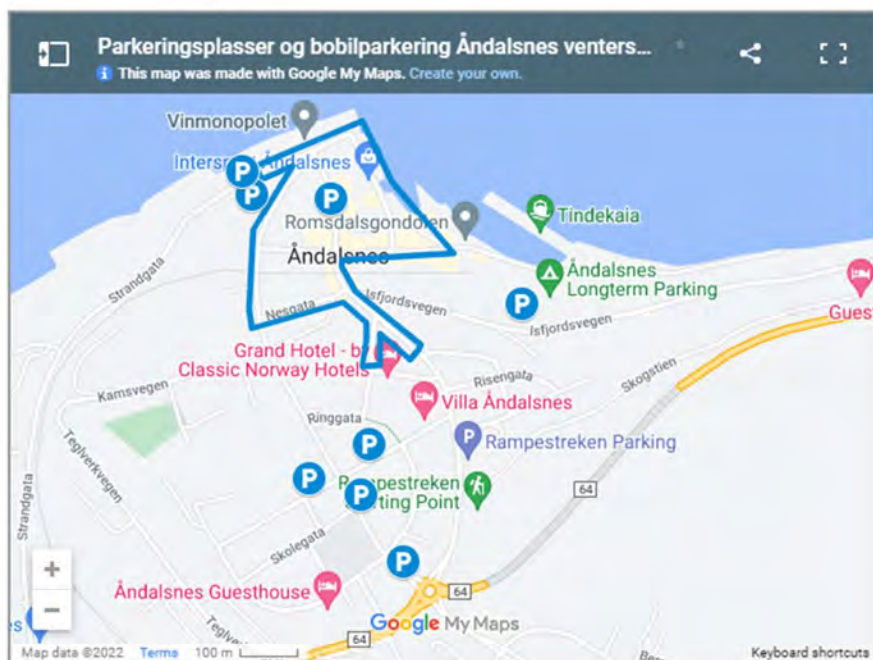 Parkeringsplasser og bobilparkering Åndalsnes venters...
This map was made with Google My Maps. Create your own.
Vinmonopolet
P
P
P
Åndalsnes
Romsdalsgondolen
Tindekaia
Åndalsnes
Åndalsnes
Longterm Parking
P
Strandgata
Isfjordsvegen
Isfjordsvegen
Nesgata
Guest
Grand Hotel - by
Classic Norway Hotels
Risengata
Skogstien
Kamsvegen
Villa Åndalsnes
Ringgata
P
P
Rampestreken Parking
Teglverkvegen
P
Starting Point
P
64
Strandgata
Skolegata
P
Åndalsnes Guesthouse
64
64
Teglverkvegen
+
−
Google My Maps
Map data ©2022 Terms 100 m
Keyboard shortcuts